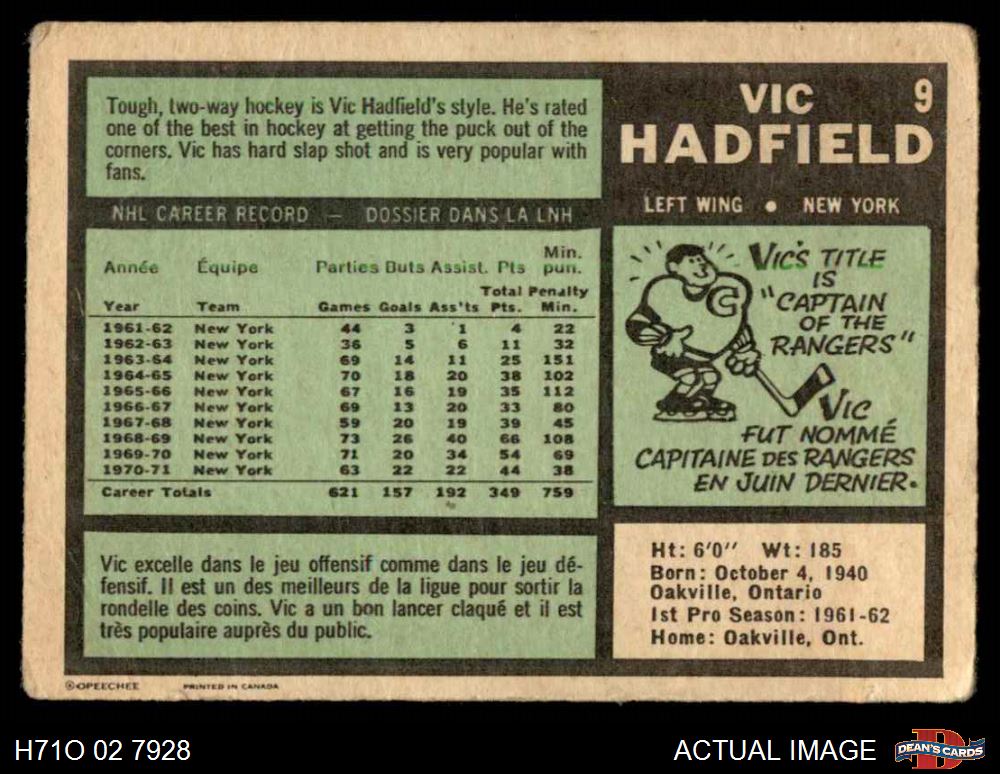 Tough, two-way hockey is Vic Hadfield's style. He's rated
one of the best in hockey at getting the puck out of the
corners. Vic has hard slap shot and is very popular with
fans.
VIC 9
HADFIELD
LEFT WING ● NEW YORK
NHL CAREER RECORD — DOSSIER DANS LA LNH
Année Équipe Parties Buts Assist. Pts Min. pun.
Year Team Games Goals Ass'ts Total Pts. Penalty Min.
1961-62 New York 44 3 1 4 22
1962-63 New York 36 5 6 11 32
1963-64 New York 69 14 11 25 151
1964-65 New York 70 18 20 38 102
1965-66 New York 67 16 19 35 112
1966-67 New York 69 13 20 33 80
1967-68 New York 59 20 19 39 45
1968-69 New York 73 26 40 66 108
1969-70 New York 71 20 34 54 69
1970-71 New York 63 22 22 44 38
Career Totals 621 157 192 349 759
C
VIC'S TITLE
IS
"CAPTAIN
OF THE
RANGERS"
VIC
FUT NOMMÉ
CAPITAINE DES RANGERS
EN JUIN DERNIER.
Vic excelle dans le jeu offensif comme dans le jeu dé-
fensif. Il est un des meilleurs de la ligue pour sortir la
rondelle des coins. Vic a un bon lancer claqué et il est
très populaire auprès du public.
Ht: 6'0" Wt: 185
Born: October 4, 1940
Oakville, Ontario
1st Pro Season: 1961-62
Home: Oakville, Ont.
©OPEECHEE PRINTED IN CANADA
H71O 02 7928
ACTUAL IMAGE
D
DEAN'S CARDS